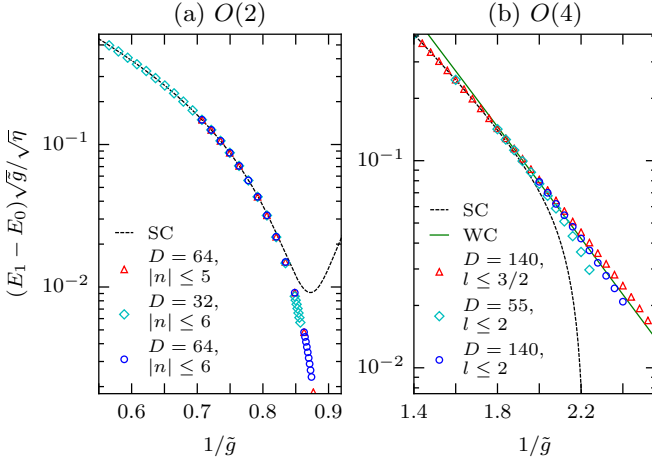 (a) O(2)
(E₁ − E₀)√g̃/√η
10⁻¹
10⁻²
SC
D = 64,
|n| ≤ 5
D = 32,
|n| ≤ 6
D = 64,
|n| ≤ 6
0.6 0.7 0.8 0.9
1/g̃
(b) O(4)
10⁻¹
10⁻²
SC
WC
D = 140,
l ≤ 3/2
D = 55,
l ≤ 2
D = 140,
l ≤ 2
1.4 1.8 2.2
1/g̃